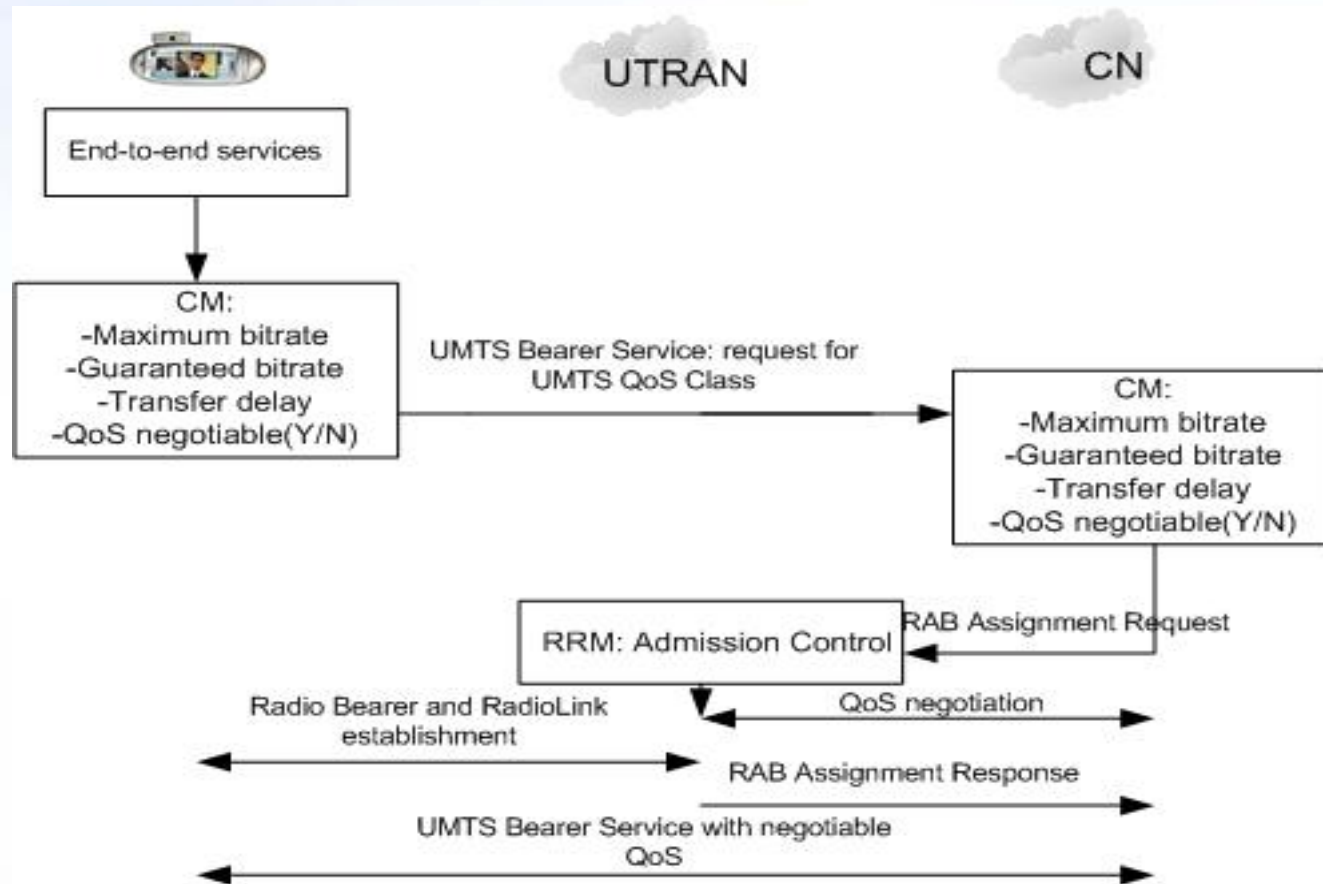 UTRAN
CN
End-to-end services
CM:
-Maximum bitrate
-Guaranteed bitrate
-Transfer delay
-QoS negotiable(Y/N)
UMTS Bearer Service: request for
UMTS QoS Class
CM:
-Maximum bitrate
-Guaranteed bitrate
-Transfer delay
-QoS negotiable(Y/N)
RRM: Admission Control
RAB Assignment Request
Radio Bearer and RadioLink
establishment
QoS negotiation
RAB Assignment Response
UMTS Bearer Service with negotiable
QoS